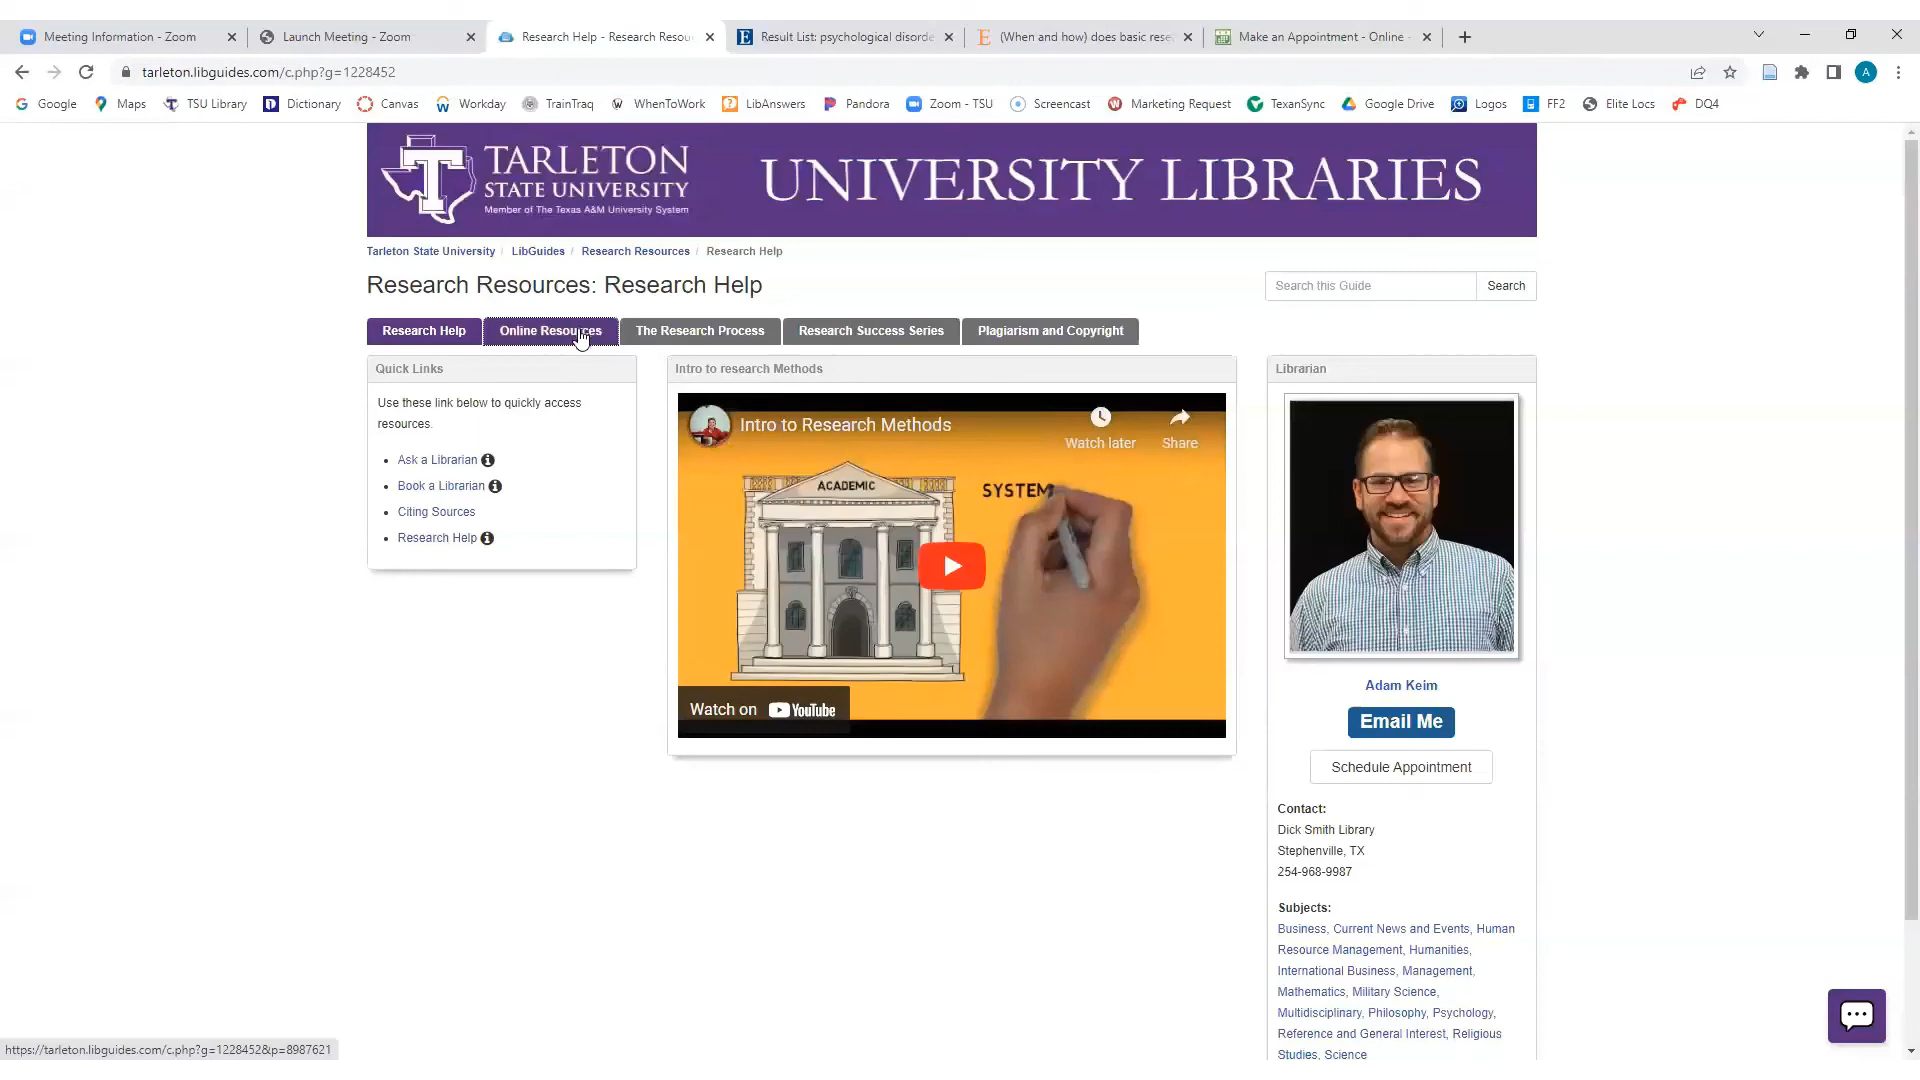 Meeting Information - Zoom
Launch Meeting - Zoom
Research Help - Research Resou
Result List: psychological disorde
(When and how) does basic rese
Make an Appointment - Online -
tarleton.libguides.com/c.php?g=1228452
A
Google
Maps
TSU Library
Dictionary
Canvas
Workday
TrainTraq
WhenToWork
LibAnswers
Pandora
Zoom - TSU
Screencast
Marketing Request
TexanSync
Google Drive
Logos
FF2
Elite Locs
DQ4
T TARLETON
STATE UNIVERSITY
Member of The Texas A&M University System
UNIVERSITY LIBRARIES
Tarleton State University / LibGuides / Research Resources / Research Help
Research Resources: Research Help
Search this Guide
Search
Research Help
Online Resources
The Research Process
Research Success Series
Plagiarism and Copyright
Quick Links
Use these link below to quickly access
resources.
• Ask a Librarian
• Book a Librarian
• Citing Sources
• Research Help
Intro to research Methods
Intro to Research Methods
Watch later
Share
ACADEMIC
SYSTEM
Watch on YouTube
Librarian
Adam Keim
Email Me
Schedule Appointment
Contact:
Dick Smith Library
Stephenville, TX
254-968-9987
Subjects:
Business, Current News and Events, Human
Resource Management, Humanities,
International Business, Management,
Mathematics, Military Science,
Multidisciplinary, Philosophy, Psychology,
Reference and General Interest, Religious
Studies, Science
https://tarleton.libguides.com/c.php?g=1228452&p=8987621